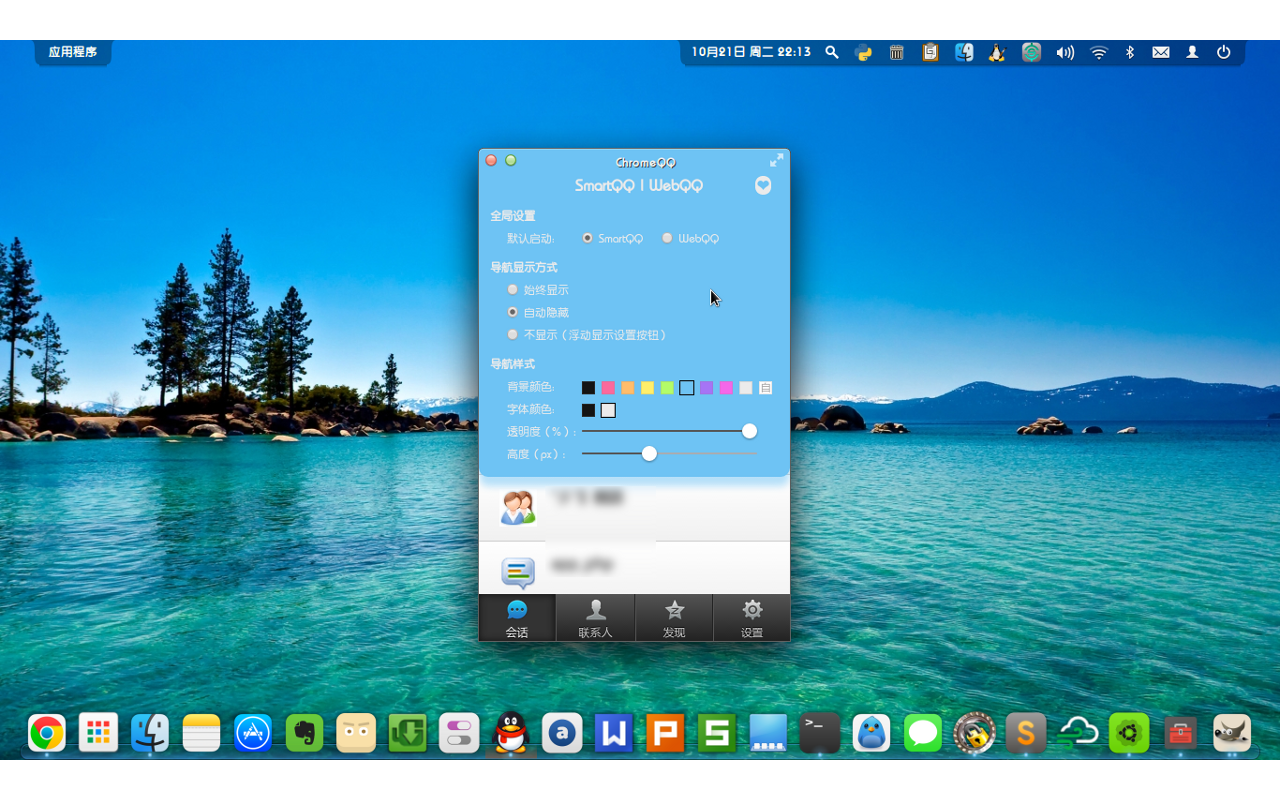 应用程序
10月21日 周二 22:13
ChromeQQ
SmartQQ | WebQQ
全局设置
默认启动: SmartQQ WebQQ
导航显示方式
始终显示
自动隐藏
不显示（浮动显示设置按钮）
导航样式
背景颜色: 自
字体颜色:
透明度（%）:
高度（px）:
会话 联系人 发现 设置